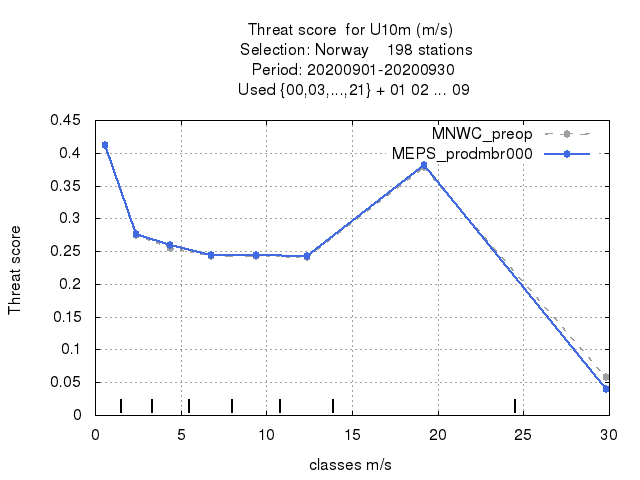 Threat score for U10m (m/s)
Selection: Norway 198 stations
Period: 20200901-20200930
Used {00,03,...,21} + 01 02 ... 09
MNWC_preop
MEPS_prodmbr000
Threat score
0.45
0.4
0.35
0.3
0.25
0.2
0.15
0.1
0.05
0
0 5 10 15 20 25 30
classes m/s